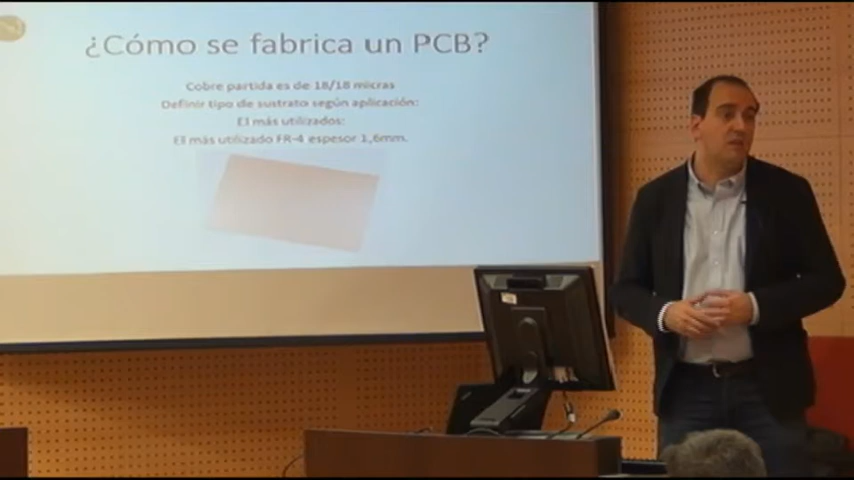 ¿Cómo se fabrica un PCB?
Cobre partida es de 18/18 micras
Definir tipo de sustrato según aplicación:
El más utilizados:
El más utilizado FR-4 espesor 1,6mm.